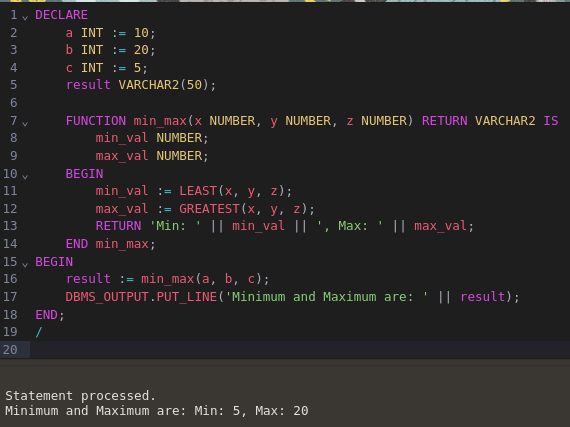 1 DECLARE
2     a INT := 10;
3     b INT := 20;
4     c INT := 5;
5     result VARCHAR2(50);
6
7     FUNCTION min_max(x NUMBER, y NUMBER, z NUMBER) RETURN VARCHAR2 IS
8         min_val NUMBER;
9         max_val NUMBER;
10     BEGIN
11         min_val := LEAST(x, y, z);
12         max_val := GREATEST(x, y, z);
13         RETURN 'Min: ' || min_val || ', Max: ' || max_val;
14     END min_max;
15 BEGIN
16     result := min_max(a, b, c);
17     DBMS_OUTPUT.PUT_LINE('Minimum and Maximum are: ' || result);
18 END;
19 /
20
Statement processed.
Minimum and Maximum are: Min: 5, Max: 20